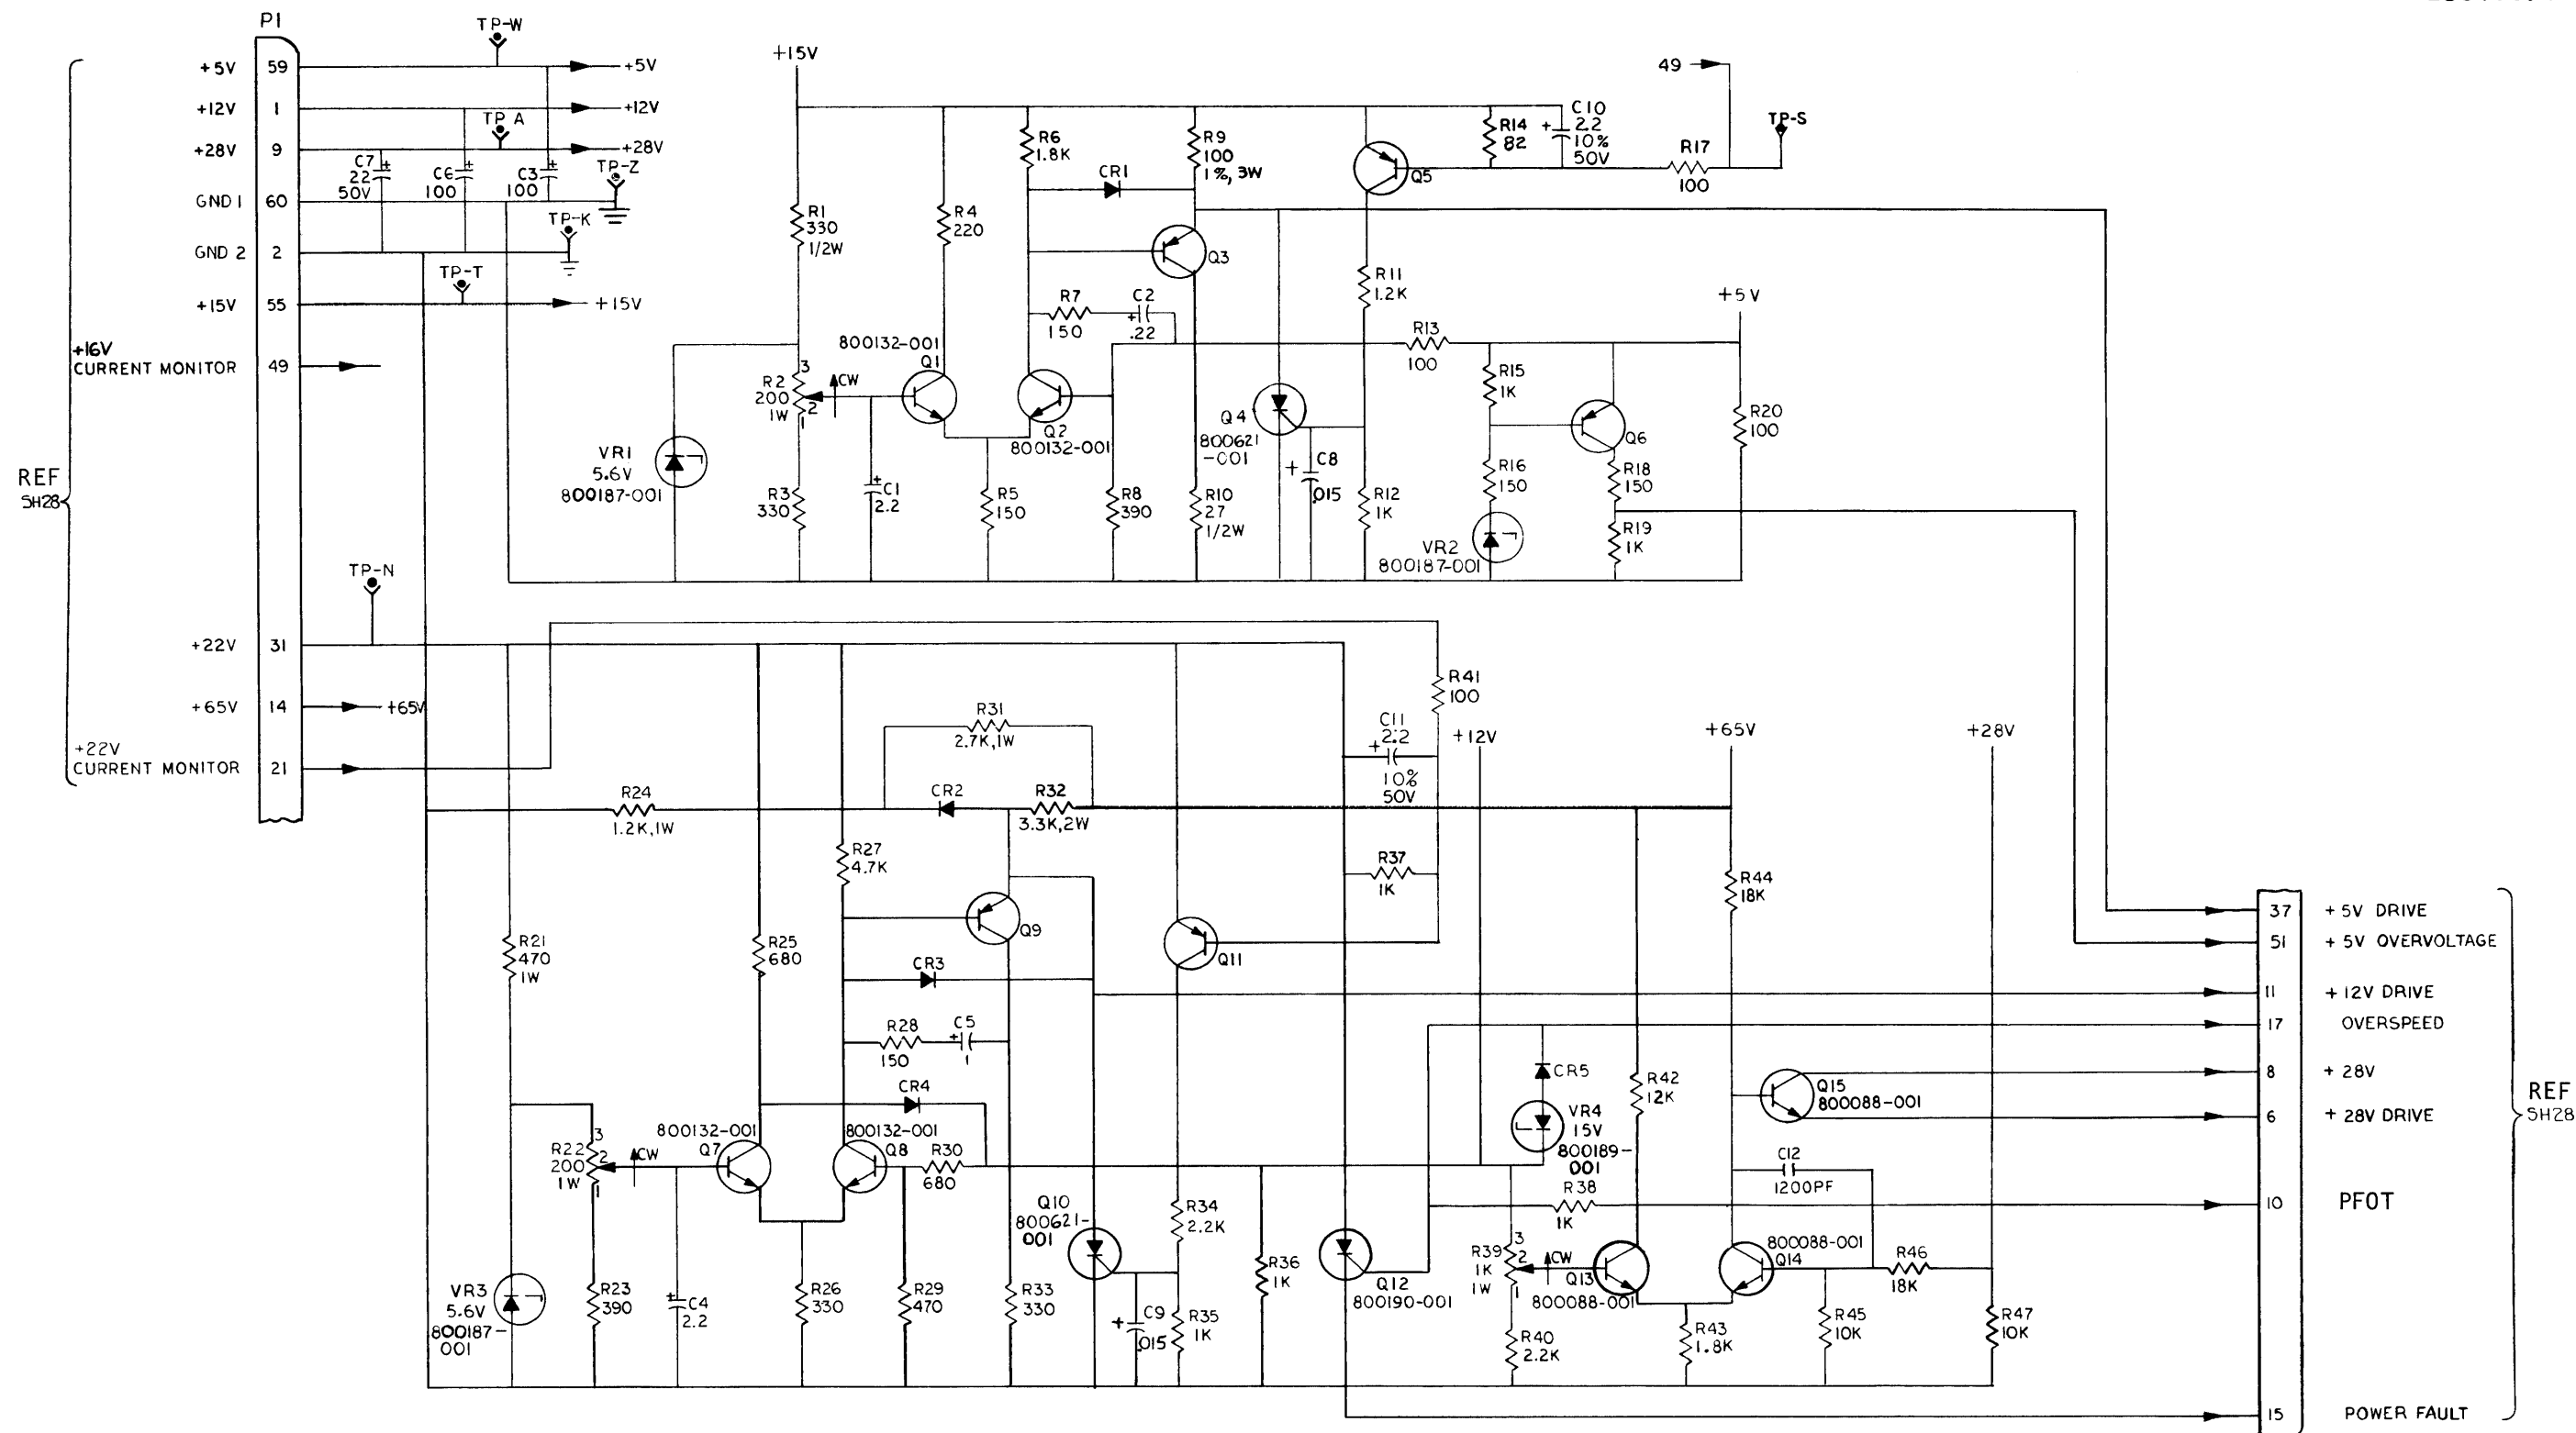 P1
TP-W
+5V 59 +5V
+12V 1 +12V
TP A
+28V 9 +28V
C7
22
50V
C6
100
C3
100
TP-Z
GND 1 60
TP-K
GND 2 2
TP-T
+15V 55 +15V
+16V
CURRENT MONITOR 49
REF
SH28
TP-N
+22V 31
+65V 14 +65V
+22V
CURRENT MONITOR 21
+15V
R1
330
1/2W
R4
220
R6
1.8K
CR1
R9
100
1%, 3W
Q3
Q5
R14
82
C10
+ 2.2
10%
50V
49
R17
100
TP-S
R11
1.2K
R7
150
C2
+
.22
R13
100
+5V
800132-001
Q1
3
R2
200
1W
2
1
CW
Q2
800132-001
Q4
800621
-001
C8
+
.015
R15
1K
Q6
R20
100
VR1
5.6V
800187-001
R3
330
+
C1
2.2
R5
150
R8
390
R10
27
1/2W
R12
1K
R16
150
R18
150
VR2
800187-001
R19
1K
R41
100
R31
2.7K,1W
C11
2.2
+
10%
50V
+12V
+65V
+28V
R24
1.2K,1W
CR2
R32
3.3K,2W
R27
4.7K
R37
1K
R44
18K
Q9
R21
470
1W
R25
680
Q11
CR3
R28
150
C5
+
1
CR4
CR5
R42
12K
Q15
800088-001
VR4
15V
800189-
001
800132-001
Q7
800132-001
Q8
R30
680
3
R22
200
1W
2
1
CW
C12
1200PF
R38
1K
Q10
800621-
001
R34
2.2K
R36
1K
Q12
800190-001
3
R39
1K
1W
2
1
CW
Q13
800088-001
800088-001
Q14
R46
18K
VR3
5.6V
800187-
001
R23
390
+
C4
2.2
R26
330
R29
470
R33
330
C9
+
.015
R35
1K
R40
2.2K
R43
1.8K
R45
10K
R47
10K
37 + 5V DRIVE
51 + 5V OVERVOLTAGE
11 + 12V DRIVE
17 OVERSPEED
8 + 28V
6 + 28V DRIVE
10 PFOT
15 POWER FAULT
REF
SH28